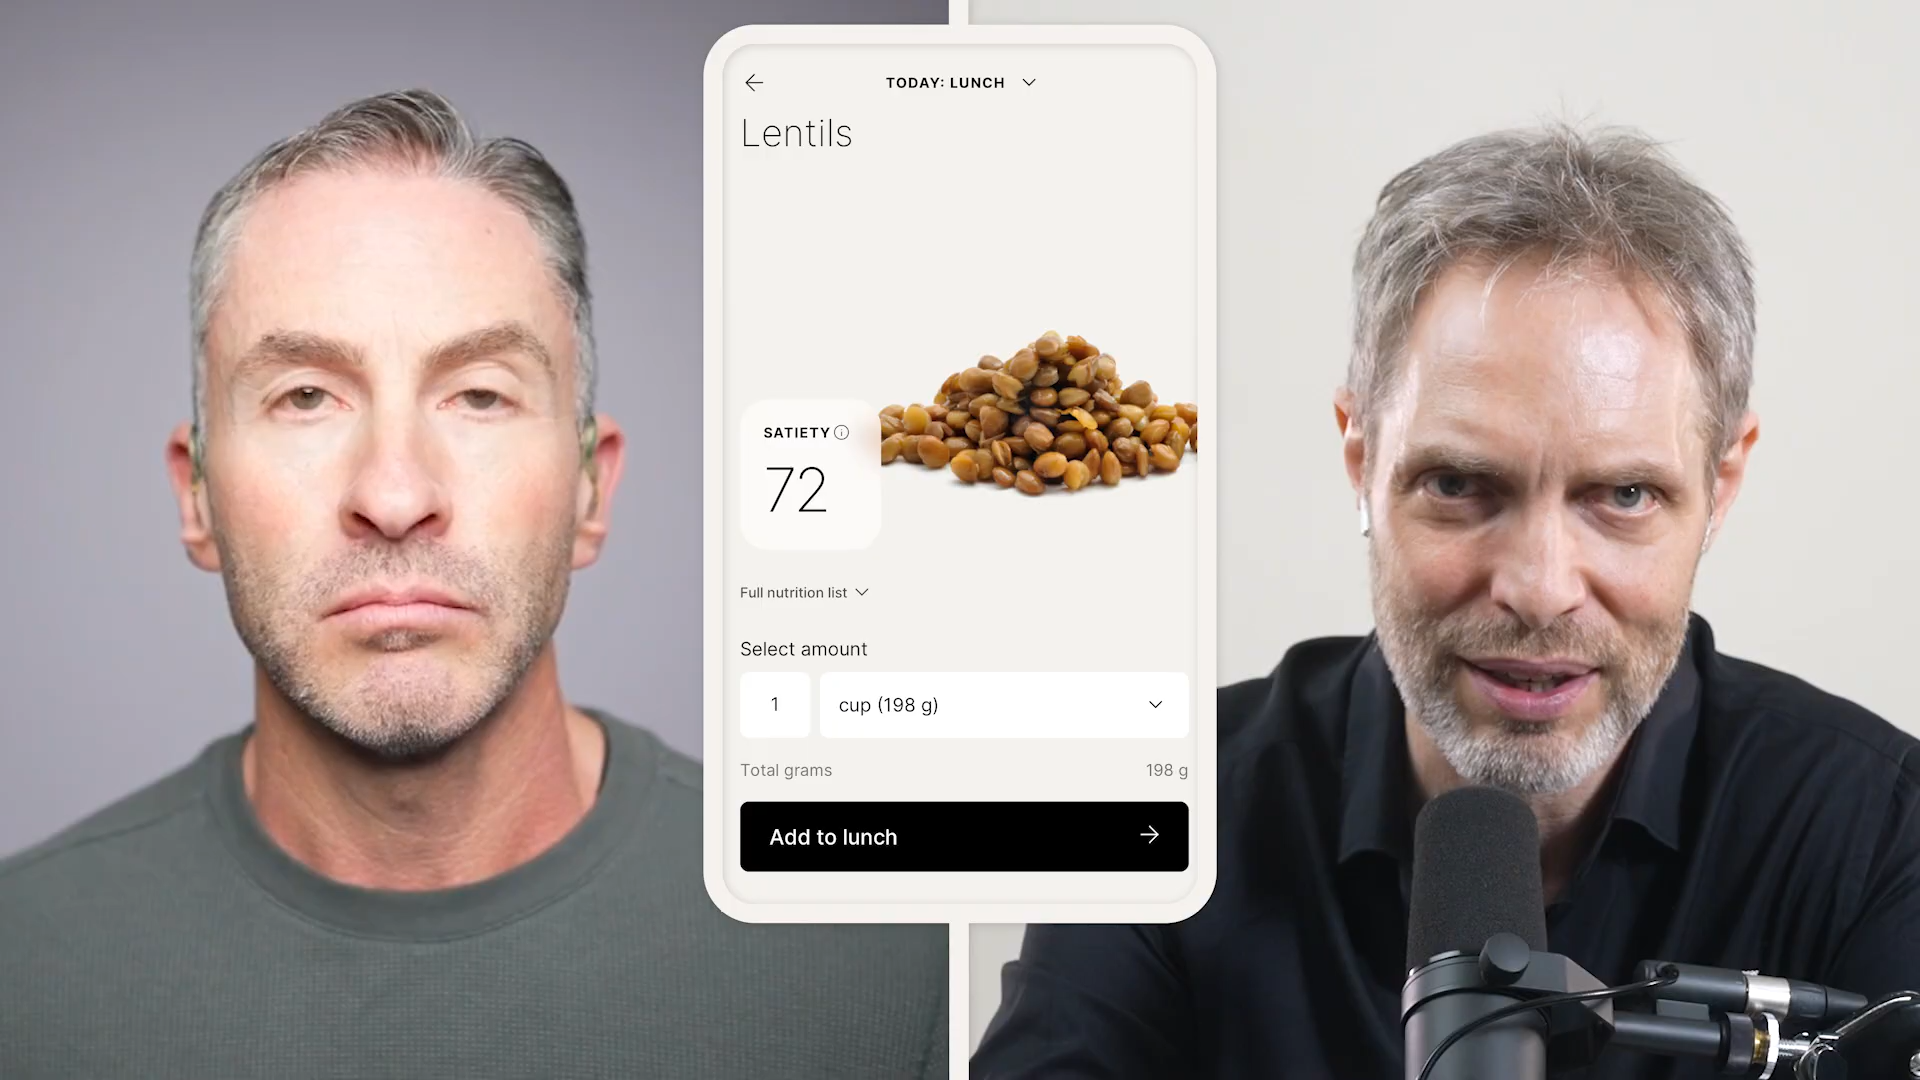 TODAY: LUNCH
Lentils
SATIETY
72
Full nutrition list
Select amount
1
cup (198 g)
Total grams
198 g
Add to lunch